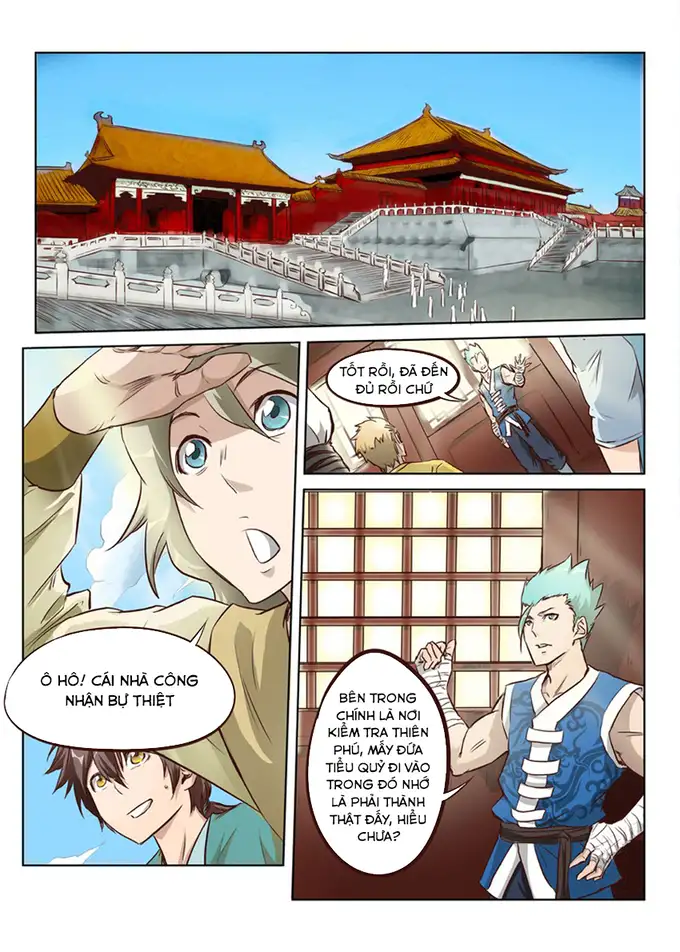 TỐT RỒI, ĐÃ ĐẾN
ĐỦ RỒI CHỨ
Ô HÔ! CÁI NHÀ CÔNG
NHẬN BỰ THIỆT
BÊN TRONG
CHÍNH LÀ NƠI
KIỂM TRA THIÊN
PHÚ, MẤY ĐỨA
TIỂU QUỶ ĐI VÀO
TRONG ĐÓ NHỚ
LÀ PHẢI THÀNH
THẬT ĐẤY, HIỂU
CHƯA?